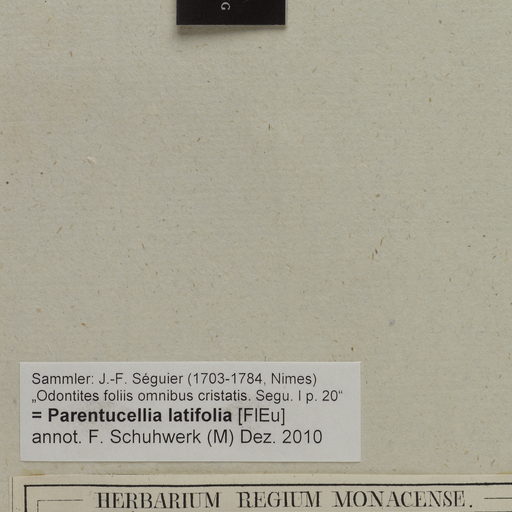 G
Sammler: J.-F. Séguier (1703-1784, Nimes)
„Odontites foliis omnibus cristatis. Segu. I p. 20“
= Parentucellia latifolia [FlEu]
annot. F. Schuhwerk (M) Dez. 2010
HERBARIUM REGIUM MONACENSE.